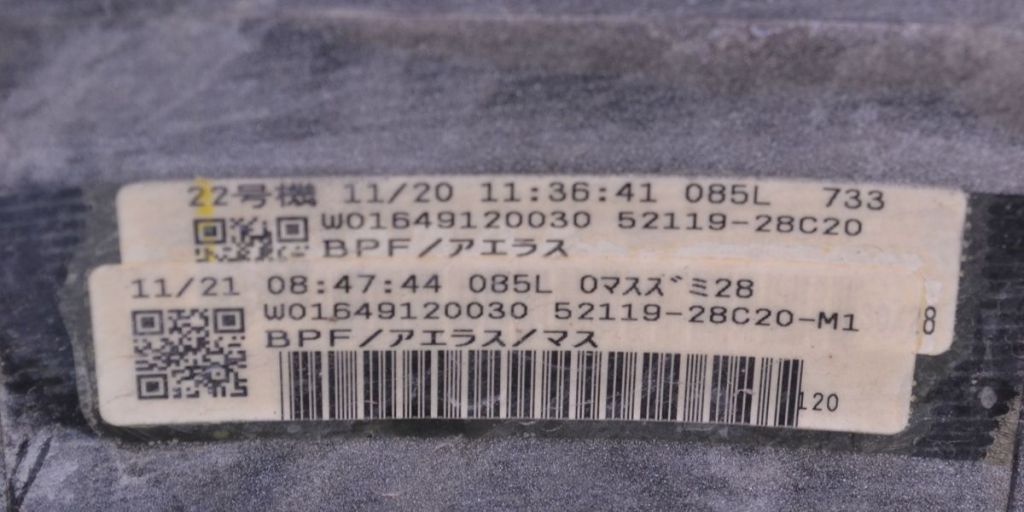 22号機 11/20 11:36:41 085L 733
W01649120030 52119-28C20
BPF/アエラス
11/21 08:47:44 085L 0マスズミ28
W01649120030 52119-28C20-M1
BPF/アエラス/マス
120